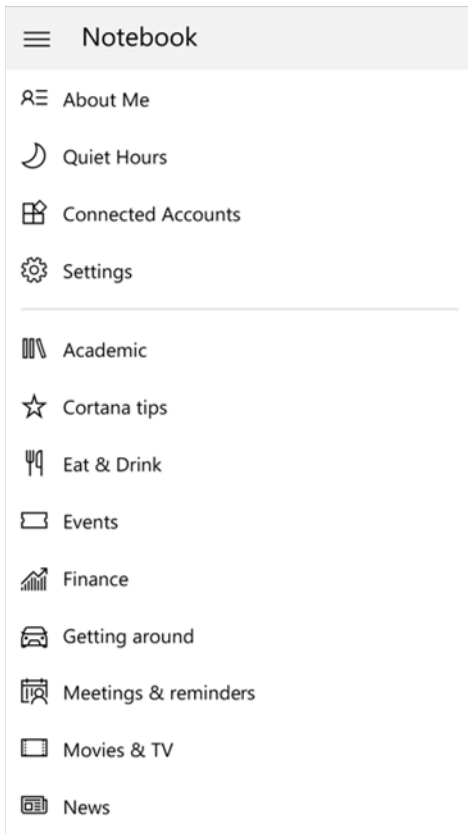 Notebook
About Me
Quiet Hours
Connected Accounts
Settings
Academic
Cortana tips
Eat & Drink
Events
Finance
Getting around
Meetings & reminders
Movies & TV
News